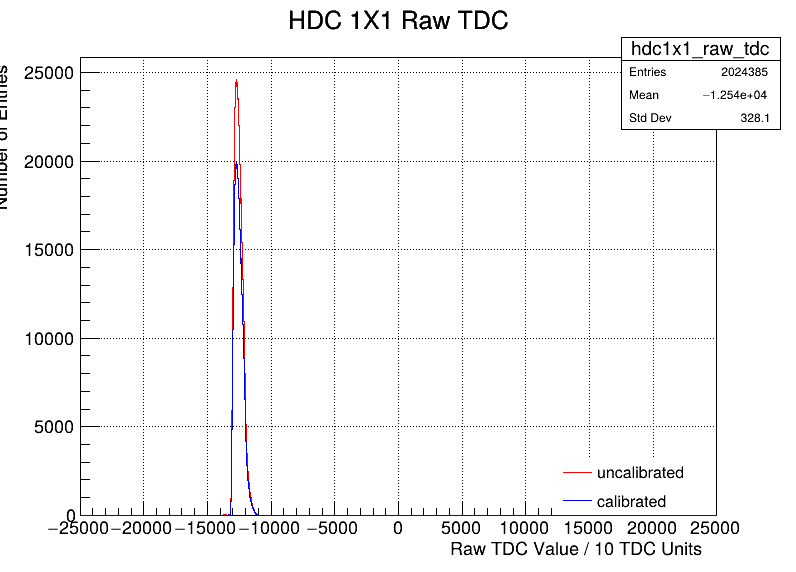 HDC 1X1 Raw TDC
hdc1x1_raw_tdc
Entries 2024385
Mean −1.254e+04
Std Dev 328.1
Number of Entries
25000
20000
15000
10000
5000
0
−25000 −20000 −15000 −10000 −5000 0 5000 10000 15000 20000 25000
Raw TDC Value / 10 TDC Units
uncalibrated
calibrated